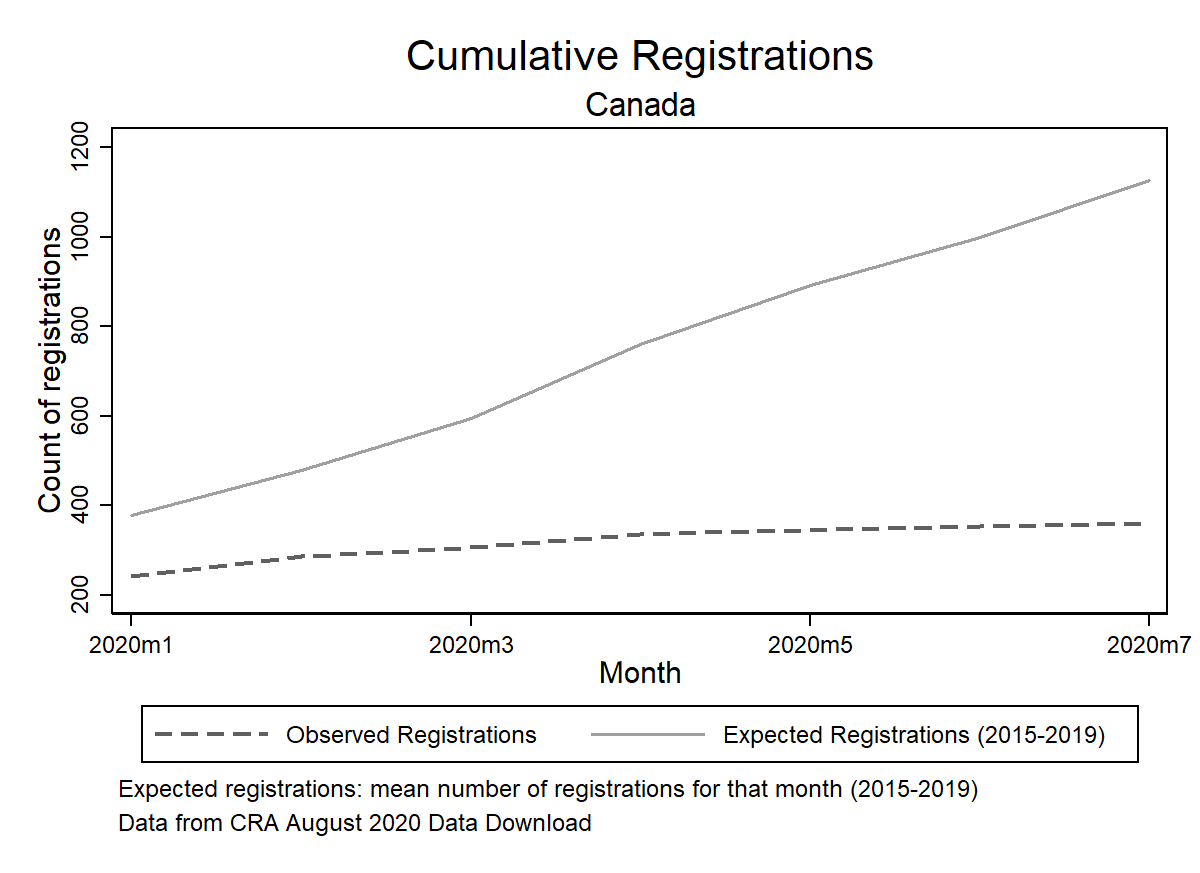 Cumulative Registrations
Canada
Count of registrations
1200
1000
800
600
400
200
2020m1 2020m3 2020m5 2020m7
Month
Observed Registrations Expected Registrations (2015-2019)
Expected registrations: mean number of registrations for that month (2015-2019)
Data from CRA August 2020 Data Download